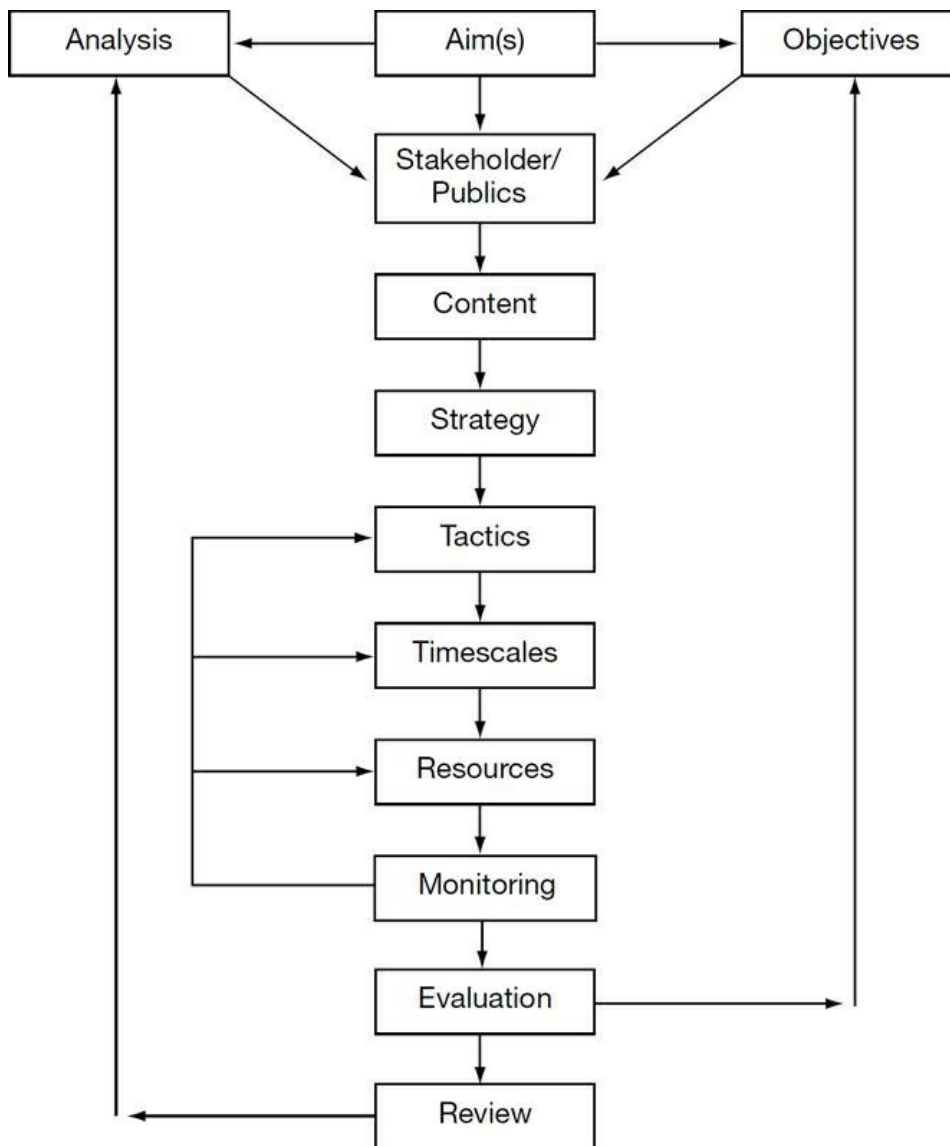 Analysis
Aim(s)
Objectives
Stakeholder/
Publics
Content
Strategy
Tactics
Timescales
Resources
Monitoring
Evaluation
Review